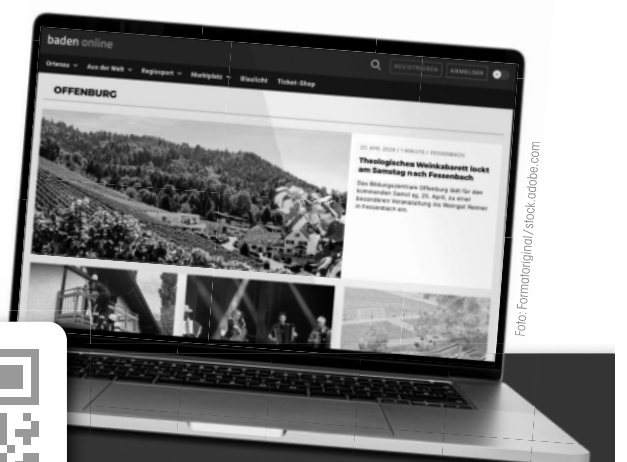 baden online
REGISTRIEREN
ANMELDEN
Ortenau
Aus der Welt
Regiosport
Marktplatz
Blaulicht
Ticket-Shop
OFFENBURG
20. APR. 2026 | 1 MINUTE / FESSENBACH
Theologisches Weinkabarett lockt
am Samstag nach Fessenbach
Das Bildungszentrum Offenburg lädt für den
kommenden Samstag, 25. April, zu einer
besonderen Veranstaltung ins Weingut Renner
in Fessenbach ein.
Foto: Formatoriginal/stock.adobe.com